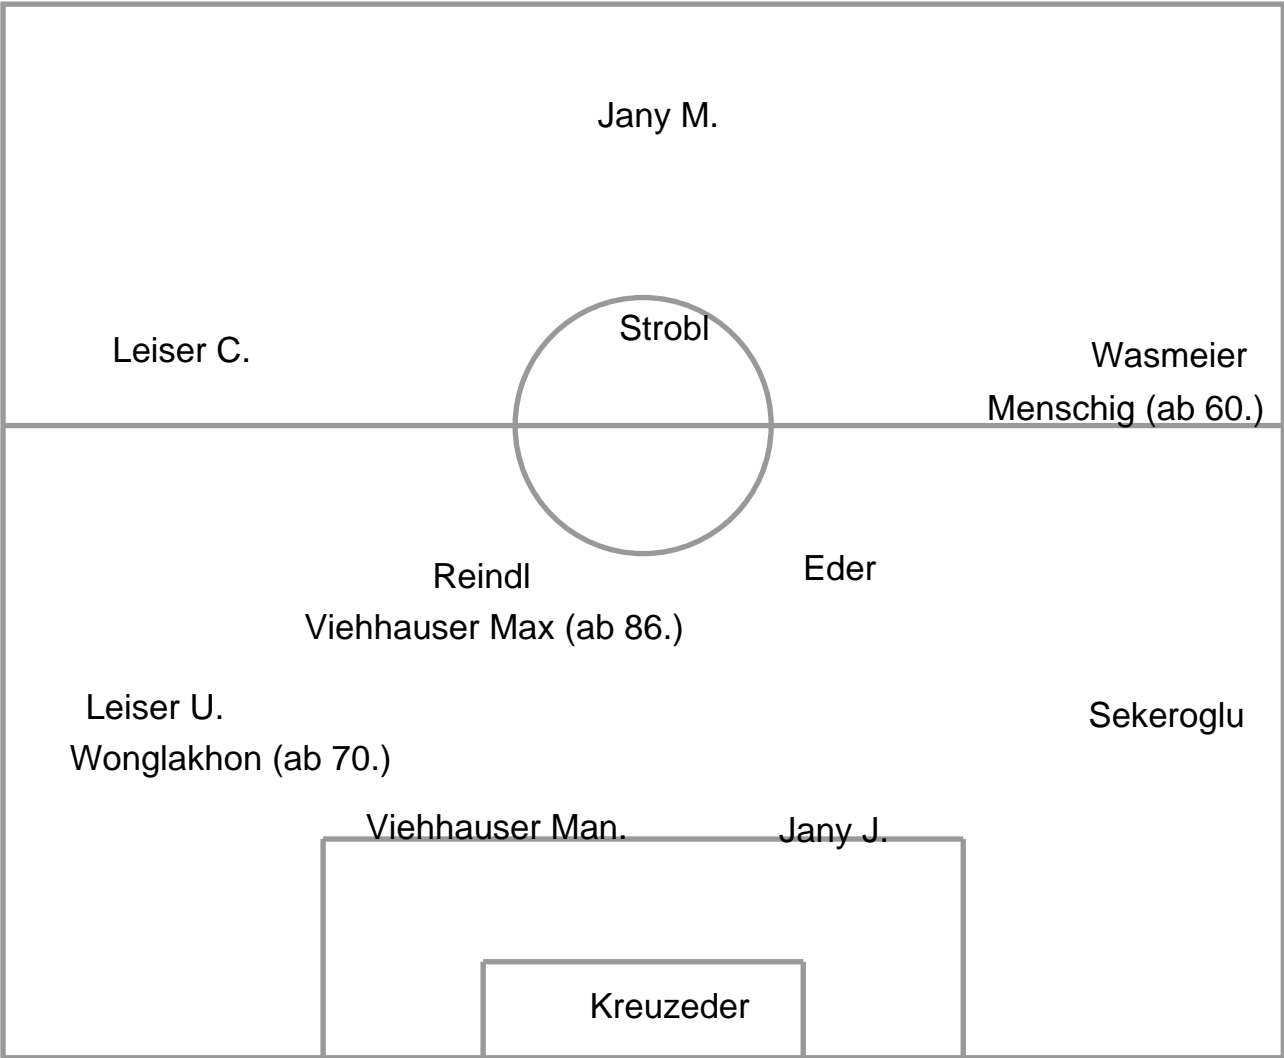 Jany M.
Strobl
Leiser C.
Wasmeier
Menschig (ab 60.)
Reindl
Eder
Viehhauser Max (ab 86.)
Leiser U.
Sekeroglu
Wonglakhon (ab 70.)
Viehhauser Man.
Jany J.
Kreuzeder